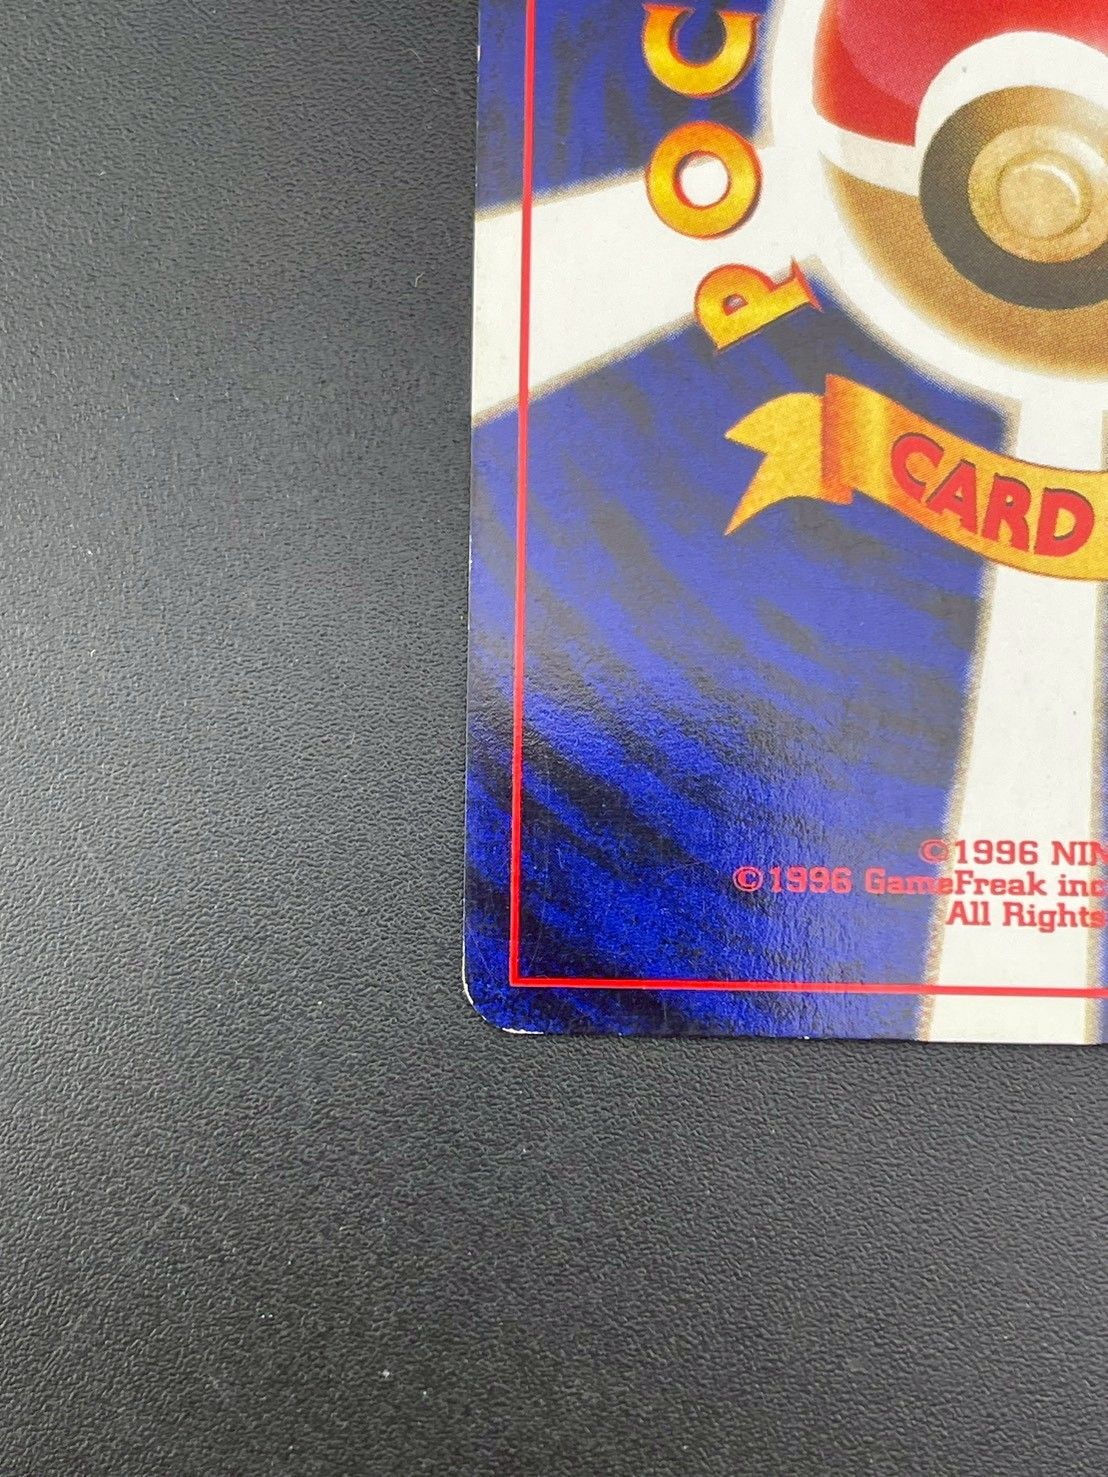 POC
CARD
©1996 NIN
©1996 GameFreak inc
All Rights